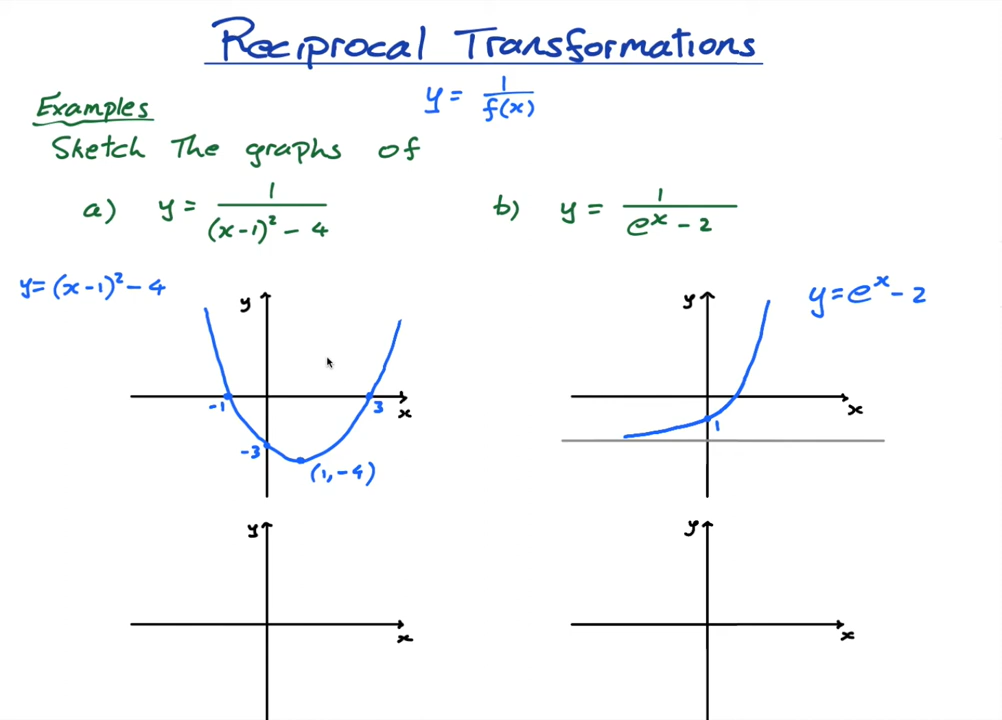 Reciprocal Transformations
y = 1/f(x)
Examples
Sketch The graphs of
a) y = 1/((x-1)² - 4)
b) y = 1/(eˣ - 2)
y = (x-1)² - 4
y = eˣ - 2
y
-1
3
x
-3
(1, -4)
y
x
1
y
x
y
x